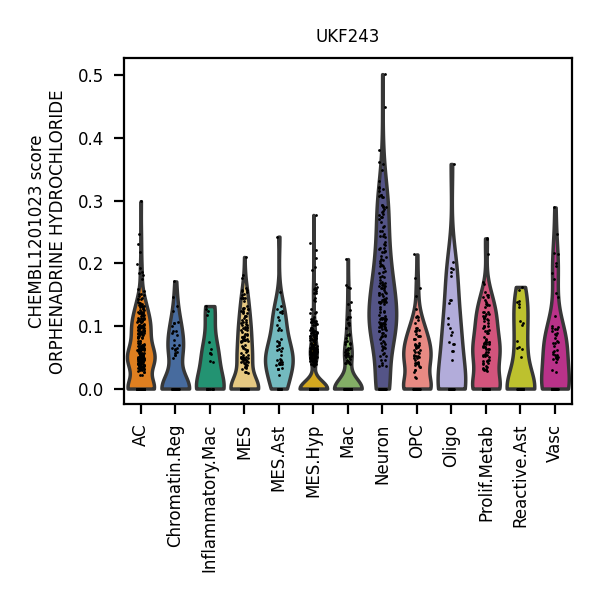 UKF243
CHEMBL1201023 score
ORPHENADRINE HYDROCHLORIDE
0.5
0.4
0.3
0.2
0.1
0.0
AC
Chromatin.Reg
Inflammatory.Mac
MES
MES.Ast
MES.Hyp
Mac
Neuron
OPC
Oligo
Prolif.Metab
Reactive.Ast
Vasc